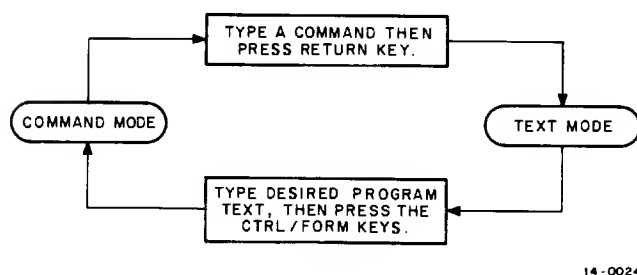 TYPE A COMMAND THEN
PRESS RETURN KEY.
COMMAND MODE
TEXT MODE
TYPE DESIRED PROGRAM
TEXT, THEN PRESS THE
CTRL/FORM KEYS.
14-0024